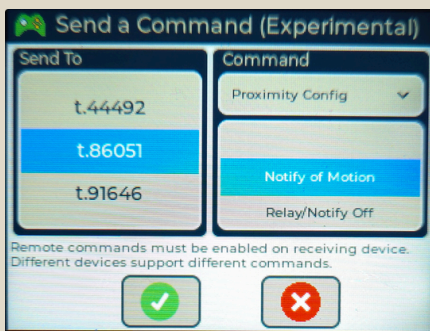 Send a Command (Experimental)
Send To
Command
t.44492
t.86051
t.91646
Proximity Config
Notify of Motion
Relay/Notify Off
Remote commands must be enabled on receiving device.
Different devices support different commands.